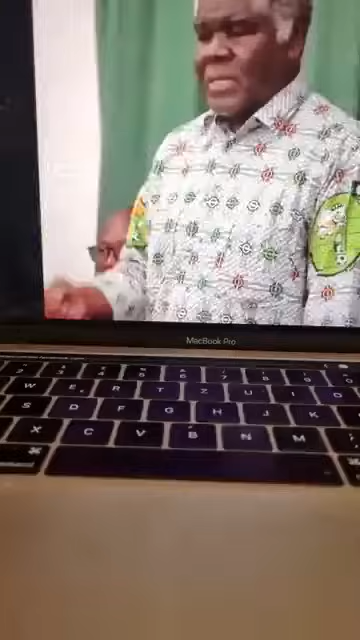 MacBook Pro
W E R T Z U I O
S D F G H J K
X C V B N M
⌘